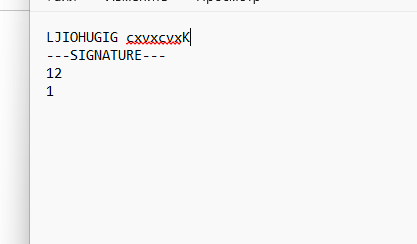 LJIOHUGIG cxvxcvxK
---SIGNATURE---
12
1